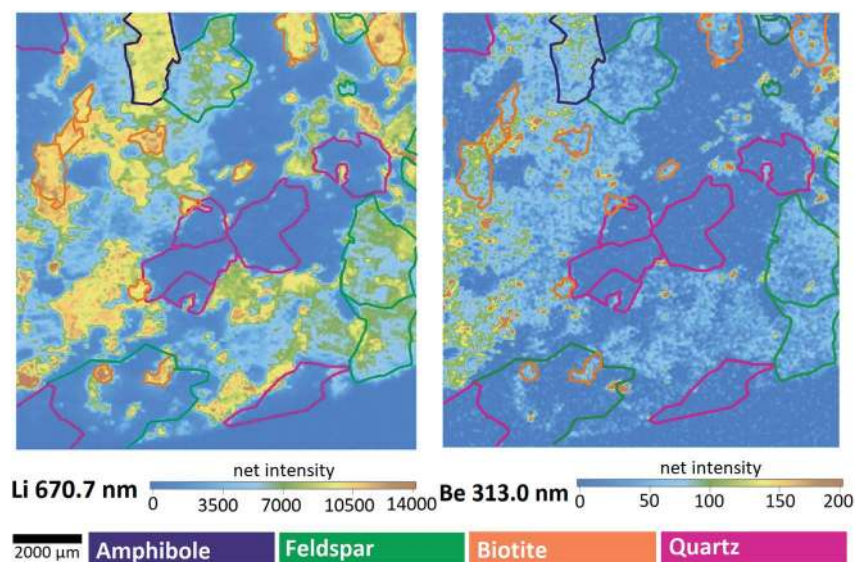 net intensity
Li 670.7 nm
0 3500 7000 10500 14000
net intensity
Be 313.0 nm
0 50 100 150 200
2000 µm
Amphibole
Feldspar
Biotite
Quartz